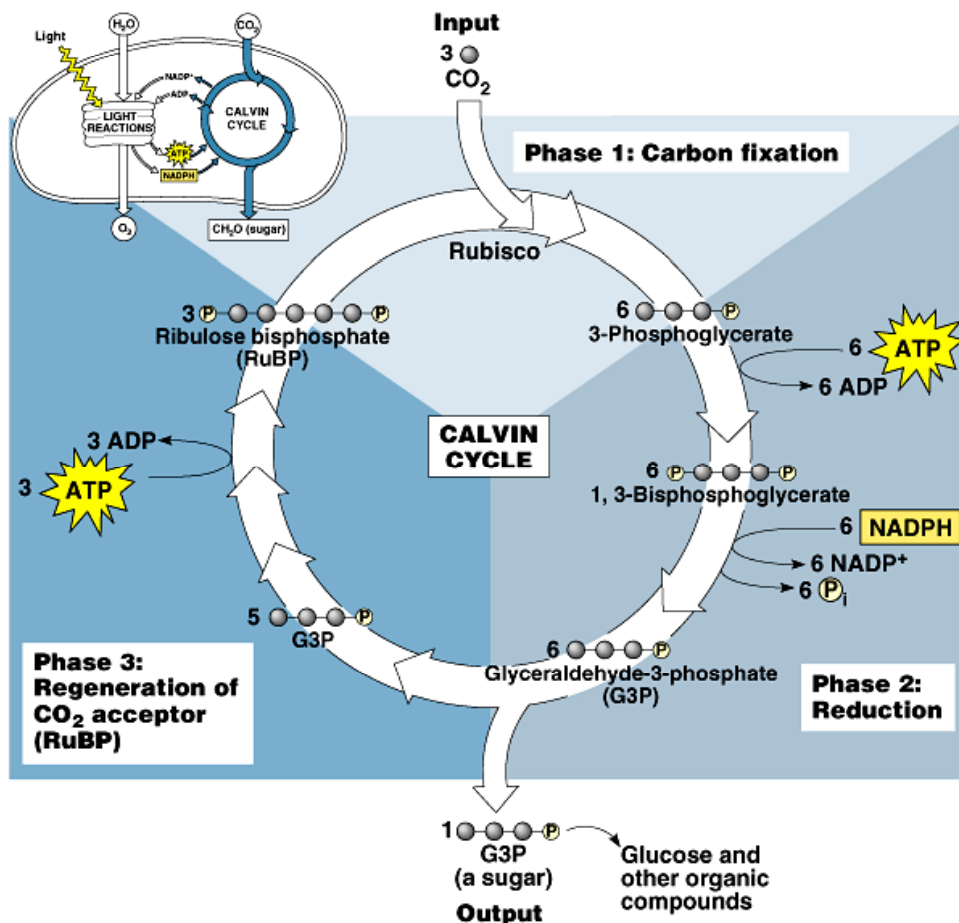 Light
H₂O
CO₂
NADP⁺
ADP
LIGHT
REACTIONS
CALVIN
CYCLE
ATP
NADPH
O₂
CH₂O (sugar)
Input
3
CO₂
Phase 1: Carbon fixation
Rubisco
3 P P
Ribulose bisphosphate
(RuBP)
6 P
3-Phosphoglycerate
6 ATP
6 ADP
CALVIN
CYCLE
3 ADP
3 ATP
6 P P
1, 3-Bisphosphoglycerate
6 NADPH
6 NADP⁺
6 Pi
5 P
G3P
6 P
Glyceraldehyde-3-phosphate
(G3P)
Phase 3:
Regeneration of
CO₂ acceptor
(RuBP)
Phase 2:
Reduction
1 P
G3P
(a sugar)
Output
Glucose and
other organic
compounds